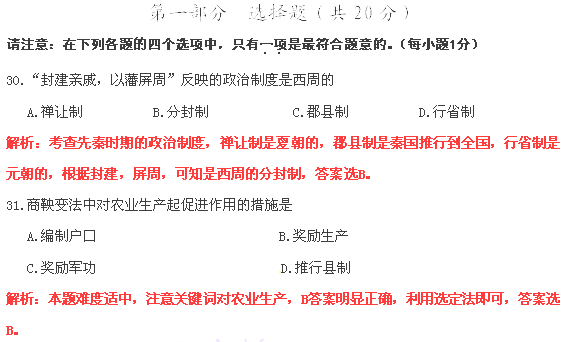 第一部分 选择题(共20分)
请注意:在下列各题的四个选项中,只有一项是最符合题意的。(每小题1分)
30.“封建亲戚,以藩屏周”反映的政治制度是西周的
A.禅让制 B.分封制 C.郡县制 D.行省制
解析:考查先秦时期的政治制度,禅让制是夏朝的,郡县制是秦国推行到全国,行省制是
元朝的,根据封建,屏周,可知是西周的分封制,答案选B。
31.商鞅变法中对农业生产起促进作用的措施是
A.编制户口 B.奖励生产
C.奖励军功 D.推行县制
解析:本题难度适中,注意关键词对农业生产,B答案明显正确,利用选定法即可,答案选
B。